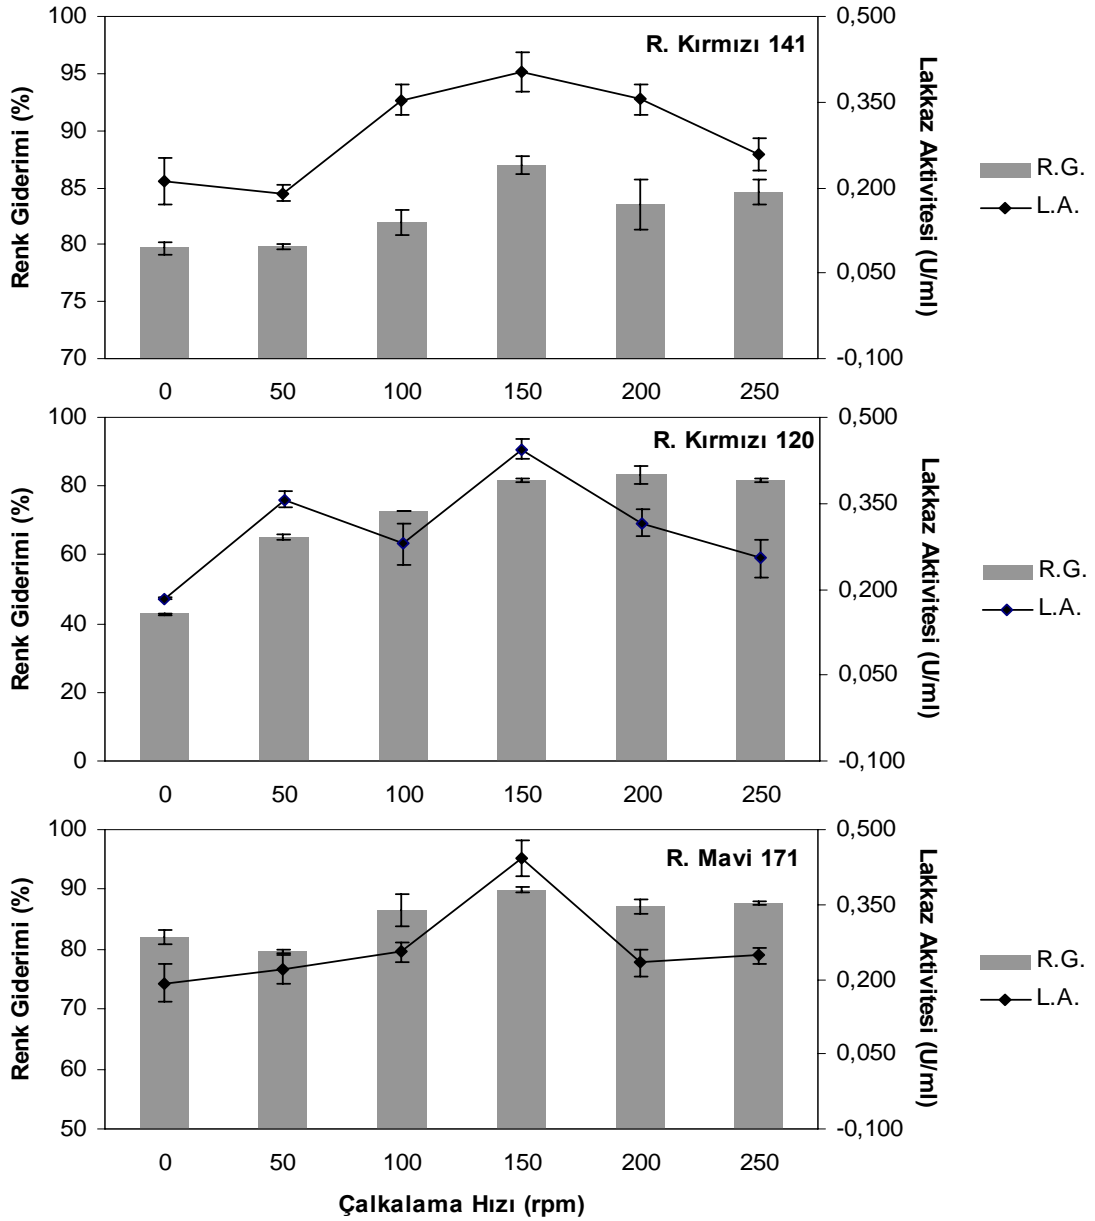 R. Kırmızı 141
Renk Giderimi (%)
100
95
90
85
80
75
70
0,500
0,350
0,200
0,050
-0,100
Lakkaz Aktivitesi (U/ml)
0 50 100 150 200 250
R.G.
L.A.
R. Kırmızı 120
Renk Giderimi (%)
100
80
60
40
20
0
0,500
0,350
0,200
0,050
-0,100
Lakkaz Aktivitesi (U/ml)
0 50 100 150 200 250
R.G.
L.A.
R. Mavi 171
Renk Giderimi (%)
100
90
80
70
60
50
0,500
0,350
0,200
0,050
-0,100
Lakkaz Aktivitesi (U/ml)
0 50 100 150 200 250
R.G.
L.A.
Çalkalama Hızı (rpm)